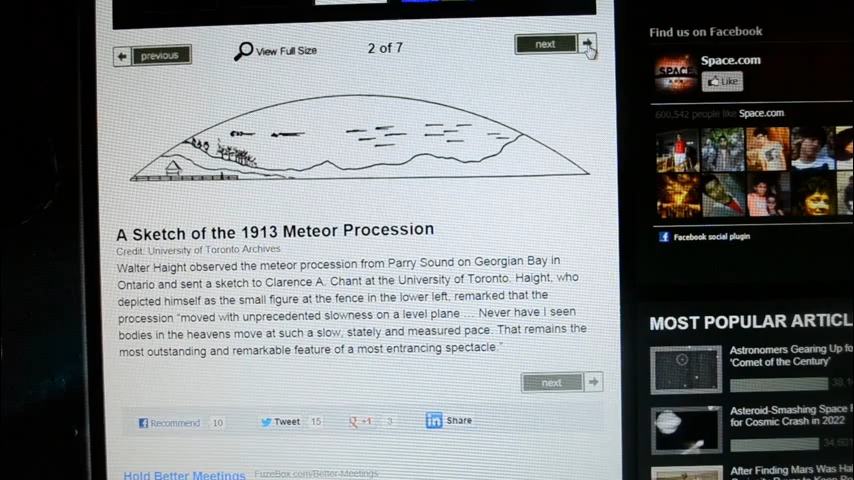 previous
View Full Size
2 of 7
next
A Sketch of the 1913 Meteor Procession
Credit: University of Toronto Archives
Walter Haight observed the meteor procession from Parry Sound on Georgian Bay in
Ontario and sent a sketch to Clarence A. Chant at the University of Toronto. Haight, who
depicted himself as the small figure at the fence in the lower left, remarked that the
procession "moved with unprecedented slowness on a level plane ... Never have I seen
bodies in the heavens move at such a slow, stately and measured pace. That remains the
most outstanding and remarkable feature of a most entrancing spectacle."
next
Recommend 10
Tweet 15
+1 3
in Share
Hold Better Meetings FuzeBox.com/Better-Meetings
Find us on Facebook
SPACE
Space.com
Like
600,542 people like Space.com.
Facebook social plugin
MOST POPULAR ARTICL
Astronomers Gearing Up fo
'Comet of the Century'
Asteroid-Smashing Space
for Cosmic Crash in 2022
After Finding Mars Was Ha